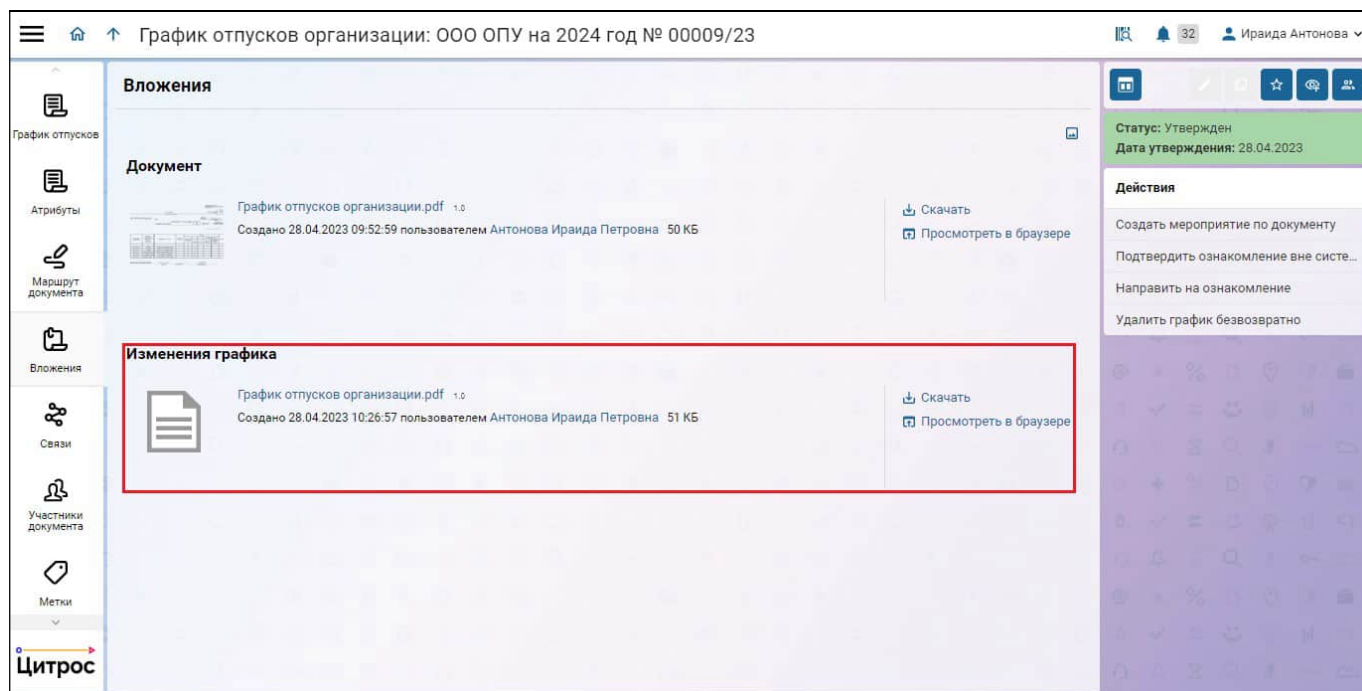 График отпусков организации: ООО ОПУ на 2024 год № 00009/23
32
Ираида Антонова
График отпусков
Атрибуты
Маршрут
документа
Вложения
Связи
Участники
документа
Метки
Цитрос
Вложения
Документ
График отпусков организации.pdf 1.0
Создано 28.04.2023 09:52:59 пользователем Антонова Ираида Петровна 50 КБ
Скачать
Просмотреть в браузере
Изменения графика
График отпусков организации.pdf 1.0
Создано 28.04.2023 10:26:57 пользователем Антонова Ираида Петровна 51 КБ
Скачать
Просмотреть в браузере
Статус: Утвержден
Дата утверждения: 28.04.2023
Действия
Создать мероприятие по документу
Подтвердить ознакомление вне систе...
Направить на ознакомление
Удалить график безвозвратно